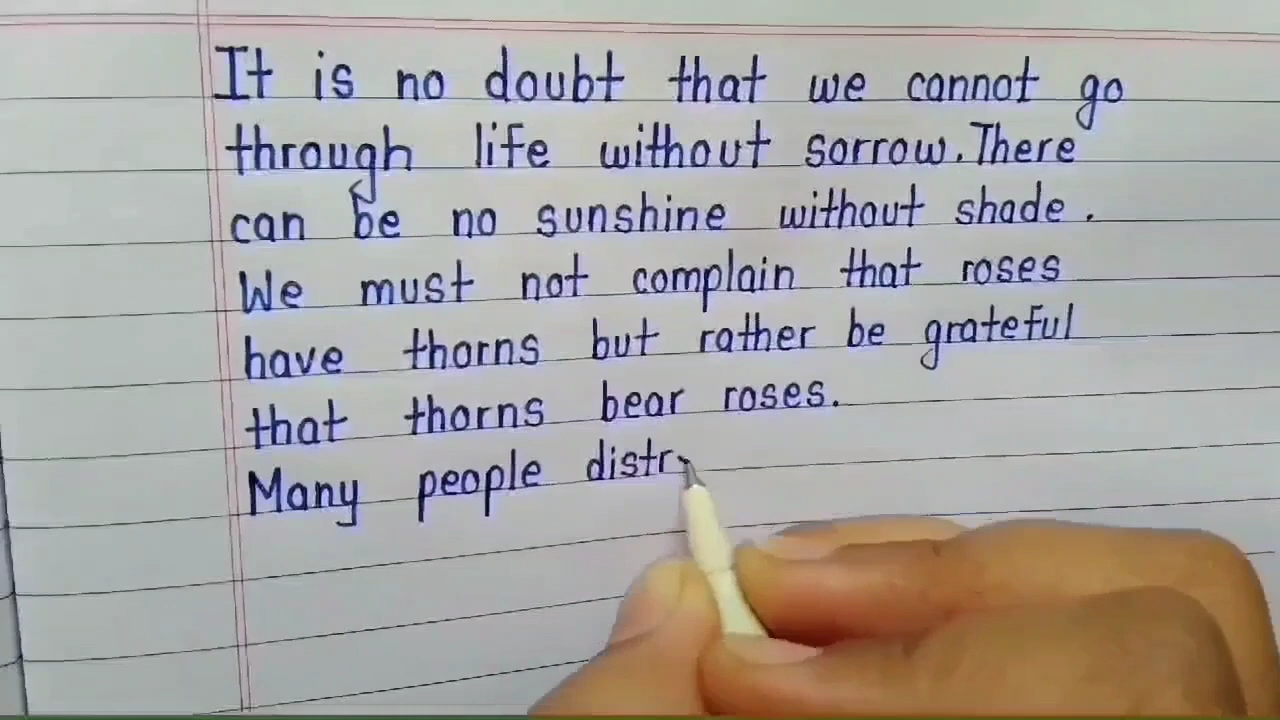 It is no doubt that we cannot go
through life without sorrow. There
can be no sunshine without shade.
We must not complain that roses
have thorns but rather be grateful
that thorns bear roses.
Many people distr